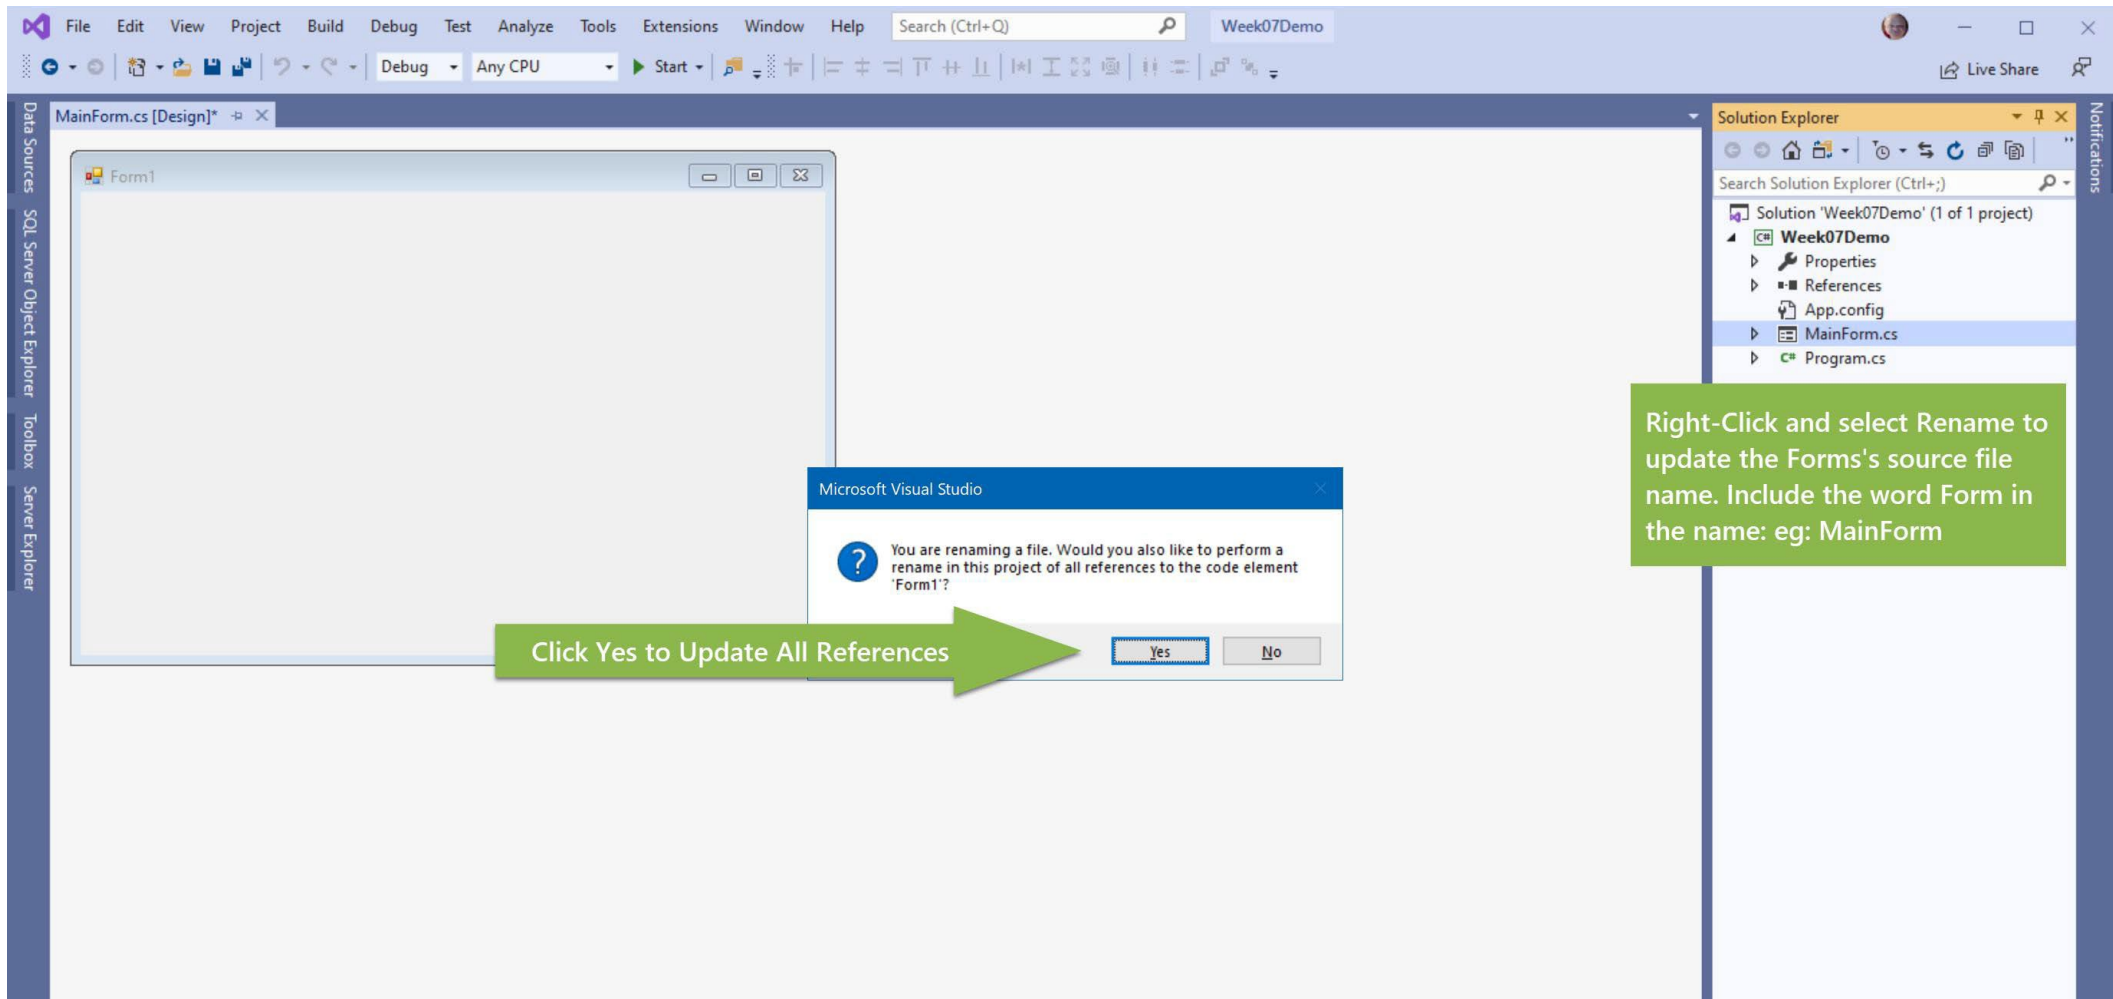 File Edit View Project Build Debug Test Analyze Tools Extensions Window Help Search (Ctrl+Q) Week07Demo
Debug Any CPU Start Live Share
Data Sources
SQL Server Object Explorer
Toolbox
Server Explorer
MainForm.cs [Design]*
Form1
Microsoft Visual Studio
You are renaming a file. Would you also like to perform a
rename in this project of all references to the code element
'Form1'?
Click Yes to Update All References
Yes No
Solution Explorer
Search Solution Explorer (Ctrl+;)
Solution 'Week07Demo' (1 of 1 project)
C# Week07Demo
Properties
References
App.config
MainForm.cs
C# Program.cs
Right-Click and select Rename to
update the Forms's source file
name. Include the word Form in
the name: eg: MainForm
Notifications